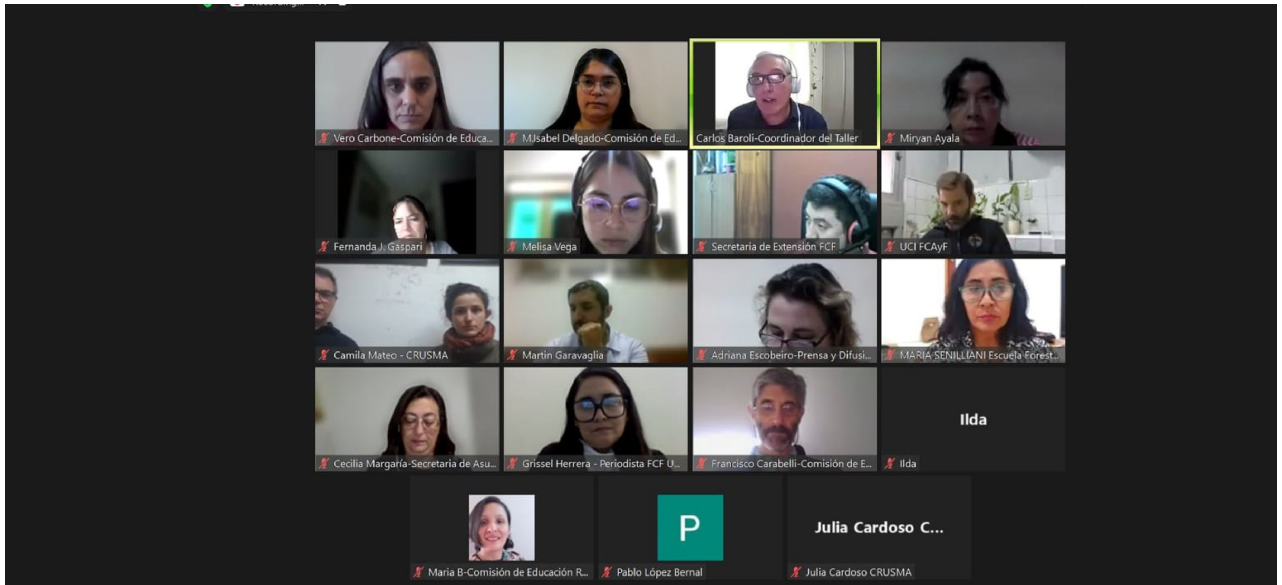 Recording...
Vero Carbone-Comisión de Educa...
M.Isabel Delgado-Comisión de Ed...
Carlos Baroli-Coordinador del Taller
Miryan Ayala
Fernanda J. Gaspari
Melisa Vega
Secretaria de Extensión FCF
UCI FCAyF
Camila Mateo - CRUSMA
Martin Garavaglia
Adriana Escobeiro-Prensa y Difusi...
MARIA SENILLIANI Escuela Forest...
Cecilia Margaría-Secretaria de Asu...
Grissel Herrera - Periodista FCF U...
Francisco Carabelli-Comisión de E...
Ilda
Ilda
P
Julia Cardoso C...
Maria B-Comisión de Educación R...
Pablo López Bernal
Julia Cardoso CRUSMA